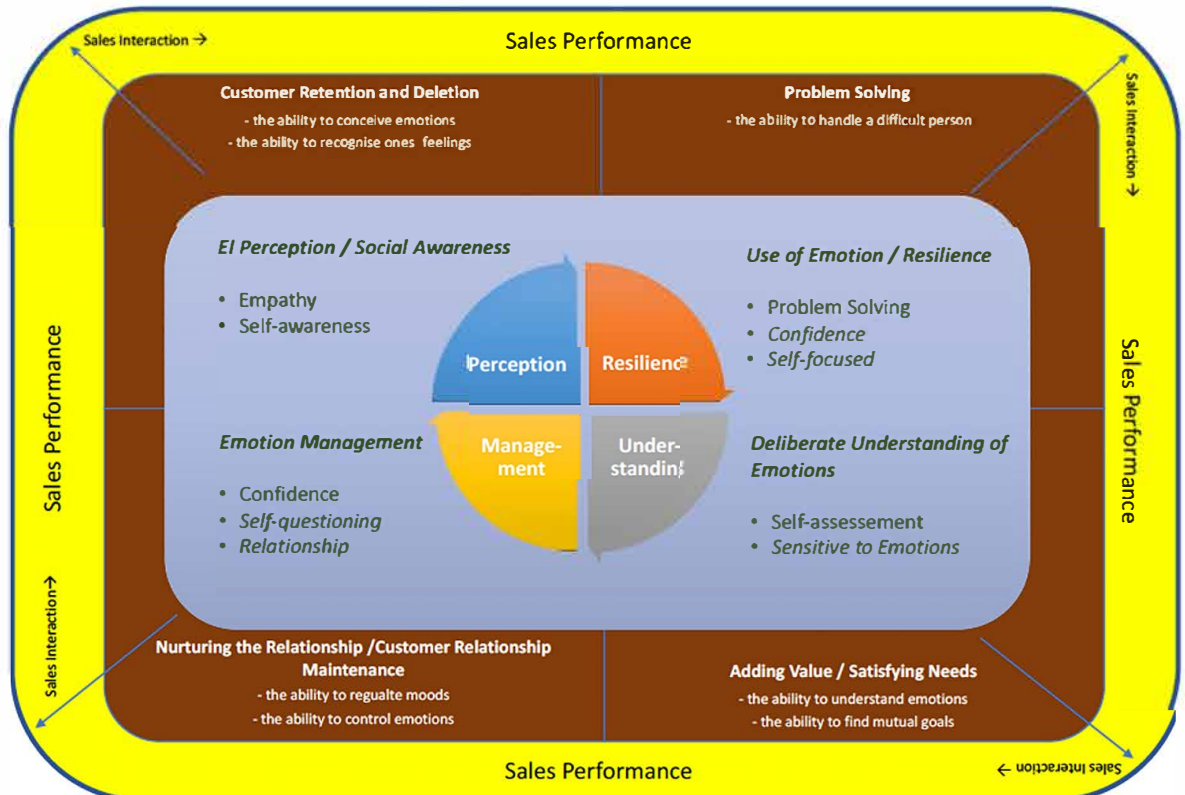 Sales Interaction →
Sales Performance
Sales Interaction →
Customer Retention and Deletion
- the ability to conceive emotions
- the ability to recognise ones feelings
Problem Solving
- the ability to handle a difficult person
EI Perception / Social Awareness
• Empathy
• Self-awareness
Use of Emotion / Resilience
• Problem Solving
• Confidence
• Self-focused
Perception
Resilience
Manage-
ment
Under-
standing
Emotion Management
• Confidence
• Self-questioning
• Relationship
Deliberate Understanding of
Emotions
• Self-assessement
• Sensitive to Emotions
Sales Performance
Sales Performance
Sales Interaction→
Nurturing the Relationship /Customer Relationship
Maintenance
- the ability to regualte moods
- the ability to control emotions
Adding Value / Satisfying Needs
- the ability to understand emotions
- the ability to find mutual goals
Sales Performance
Sales Interaction →